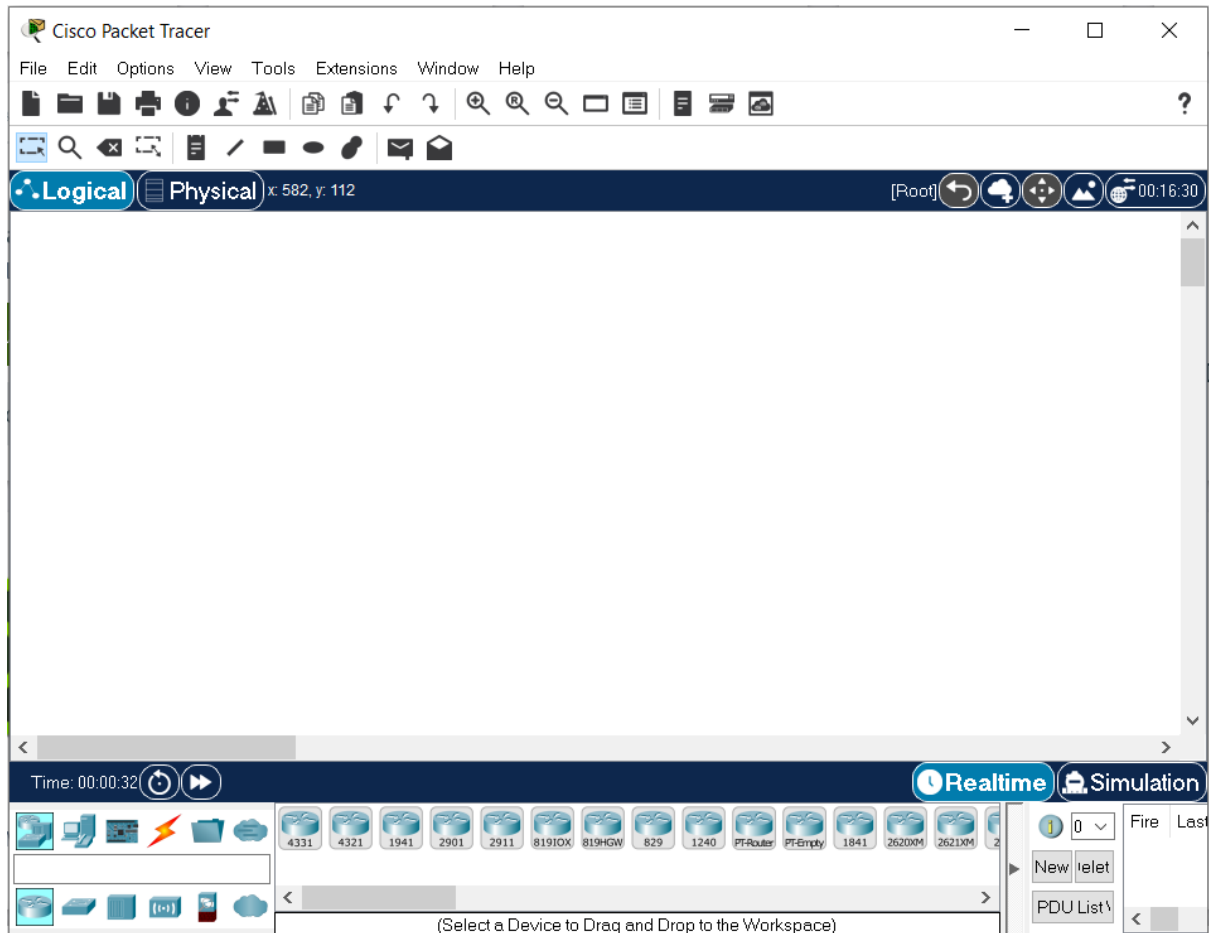 Cisco Packet Tracer
File Edit Options View Tools Extensions Window Help
?
Logical Physical x: 582, y: 112 [Root] 00:16:30
Time: 00:00:32 Realtime Simulation
4331 4321 1941 2901 2911 819IOX 819HGW 829 1240 PT-Router PT-Empty 1841 2620XM 2621XM 2
0 Fire Last
New elet
PDU List
(Select a Device to Drag and Drop to the Workspace)